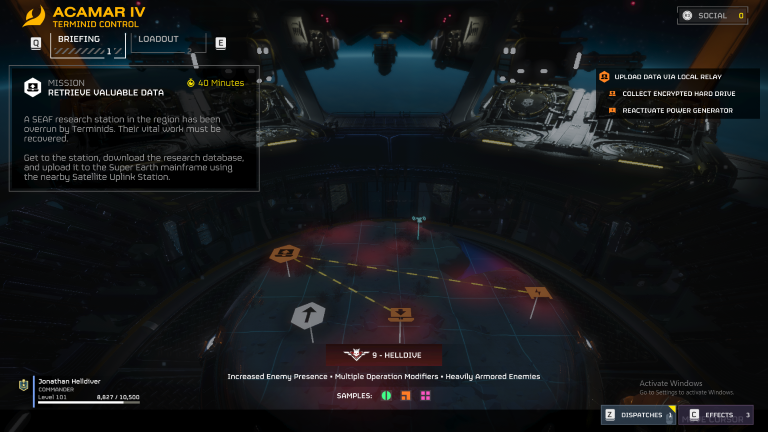 ACAMAR IV
TERMINID CONTROL
SOCIAL 0
Q
BRIEFING
1
LOADOUT
2
E
MISSION
40 Minutes
RETRIEVE VALUABLE DATA
A SEAF research station in the region has been
overrun by Terminids. Their vital work must be
recovered.
Get to the station, download the research database,
and upload it to the Super Earth mainframe using
the nearby Satellite Uplink Station.
UPLOAD DATA VIA LOCAL RELAY
COLLECT ENCRYPTED HARD DRIVE
REACTIVATE POWER GENERATOR
9 - HELLDIVE
Increased Enemy Presence • Multiple Operation Modifiers • Heavily Armored Enemies
SAMPLES:
Jonathan Helldiver
COMMANDER
Level 101
8,827 / 10,500
Activate Windows
Go to Settings to activate Windows.
Z DISPATCHES 1
C EFFECTS 3
MOVE CURSOR